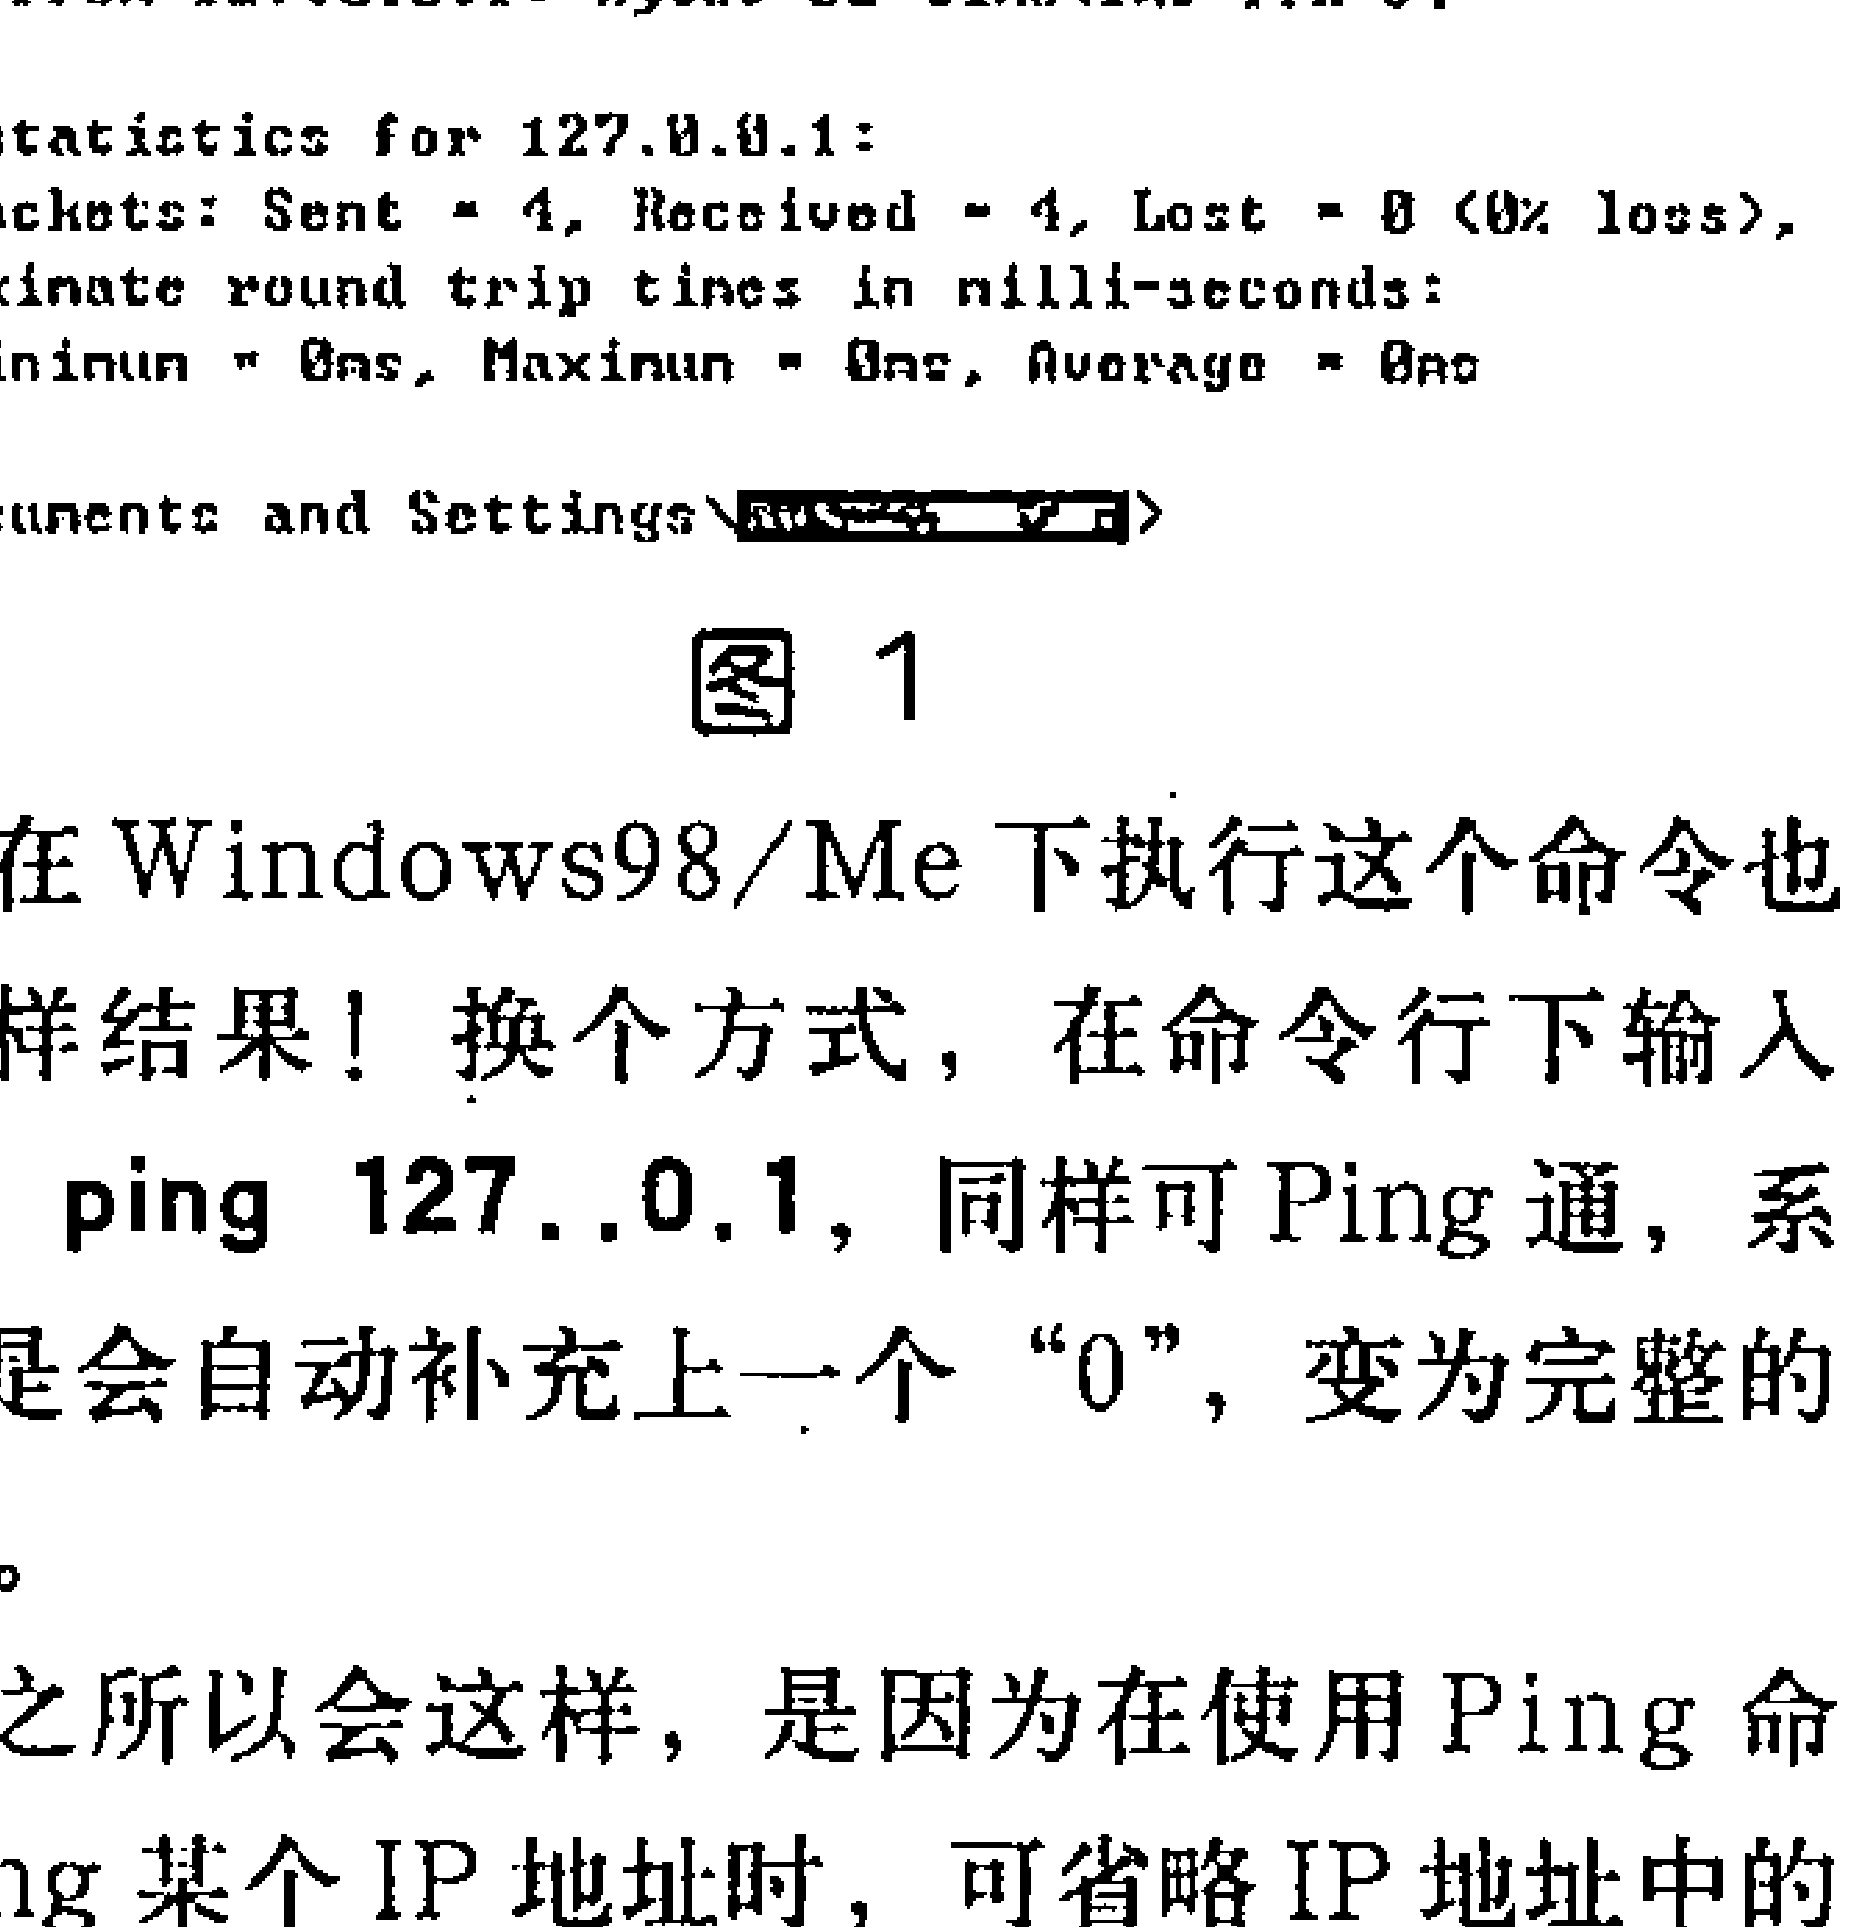 statistics for 127.0.0.1:
ackets: Sent = 4, Received = 4, Lost = 0 (0% loss),
ximate round trip times in milli-seconds:
inimum = 0ms, Maximum = 0ms, Average = 0ms
cuments and Settings\ >
图 1
在 Windows98/Me 下执行这个命令也
样结果！换个方式，在命令行下输入
ping 127..0.1，同样可 Ping 通，系
是会自动补充上一个“0”，变为完整的
。
之所以会这样，是因为在使用 Ping 命
ng 某个 IP 地址时，可省略 IP 地址中的